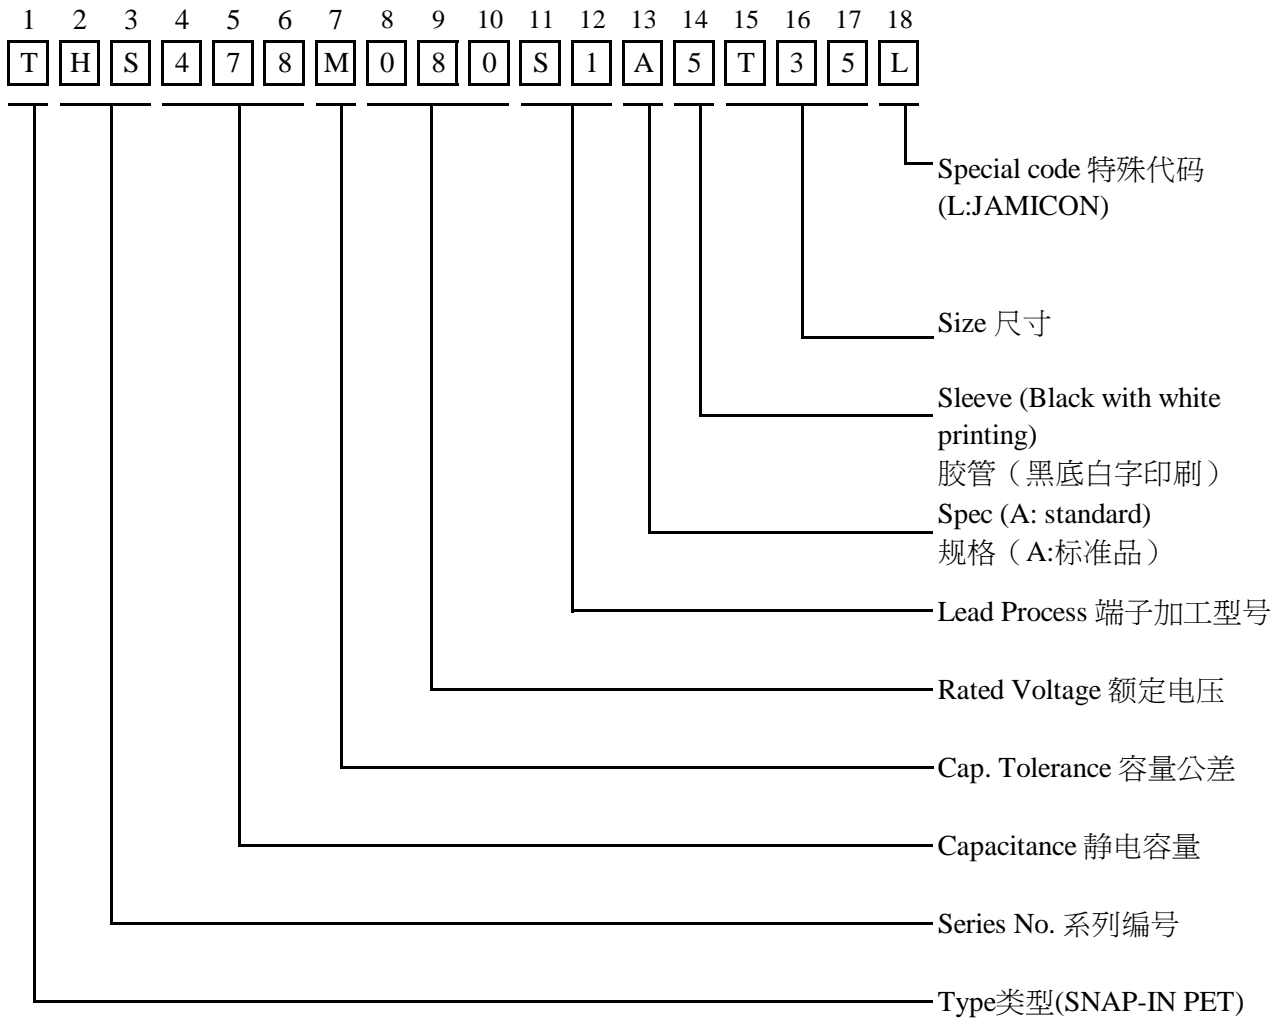 1 2 3 4 5 6 7 8 9 10 11 12 13 14 15 16 17 18
T H S 4 7 8 M 0 8 0 S 1 A 5 T 3 5 L
Special code 特殊代码
(L:JAMICON)
Size 尺寸
Sleeve (Black with white
printing)
胶管（黑底白字印刷）
Spec (A: standard)
规格（A:标准品）
Lead Process 端子加工型号
Rated Voltage 额定电压
Cap. Tolerance 容量公差
Capacitance 静电容量
Series No. 系列编号
Type类型(SNAP-IN PET)